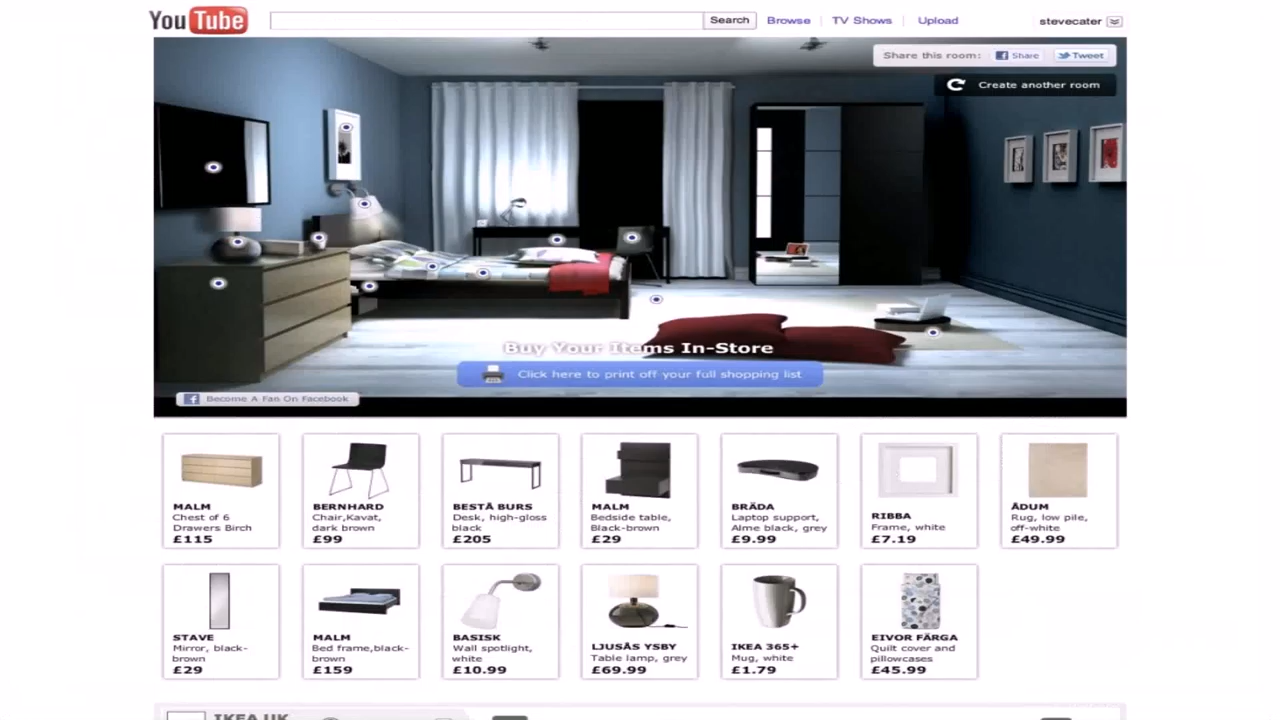 YouTube
Search
Browse
TV Shows
Upload
stevecater
Share this room:
Share
Tweet
Create another room
Buy Your Items In-Store
Click here to print off your full shopping list
Become A Fan On Facebook
MALM
Chest of 6
Drawers Birch
£115
BERNHARD
Chair,Kavat,
dark brown
£99
BESTÅ BURS
Desk, high-gloss
black
£205
MALM
Bedside table,
Black-brown
£29
BRÄDA
Laptop support,
Alme black, grey
£9.99
RIBBA
Frame, white
£7.19
ÅDUM
Rug, low pile,
off-white
£49.99
STAVE
Mirror, black-
brown
£29
MALM
Bed frame,black-
brown
£159
BASISK
Wall spotlight,
white
£10.99
LJUSÅS YSBY
Table lamp, grey
£69.99
IKEA 365+
Mug, white
£1.79
EIVOR FÄRGA
Quilt cover and
pillowcases
£45.99
IKEA UK